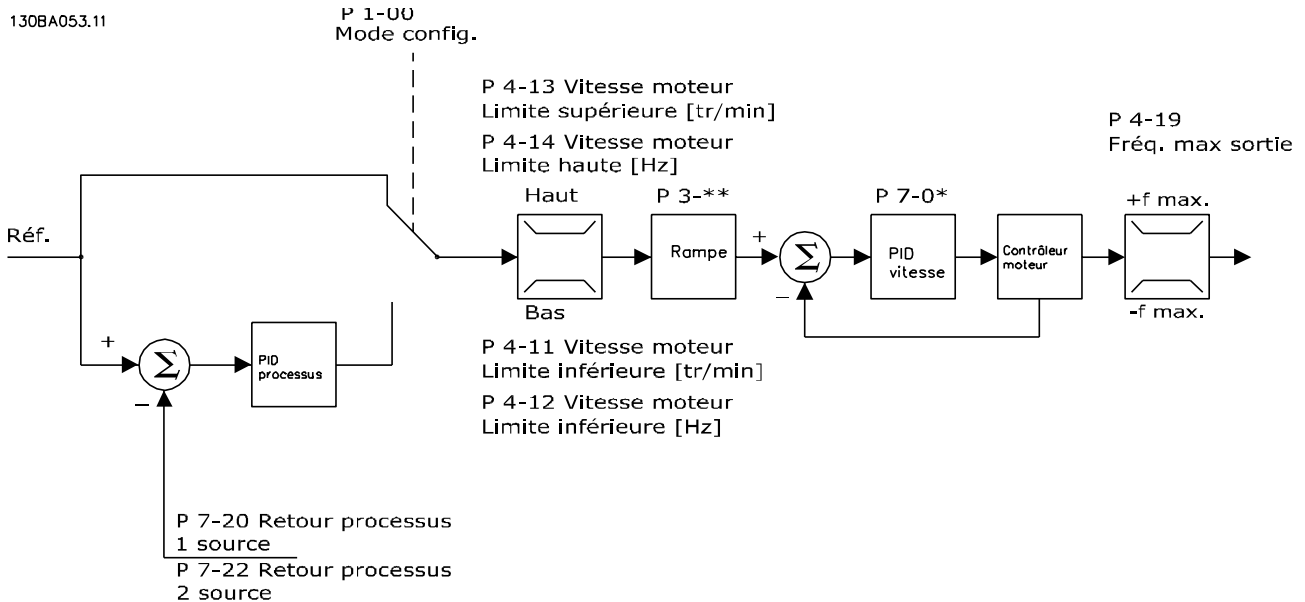 130BA053.11
P 1-00
Mode config.
P 4-13 Vitesse moteur
Limite supérieure [tr/min]
P 4-14 Vitesse moteur
Limite haute [Hz]
P 4-19
Fréq. max sortie
Haut
P 3-**
P 7-0*
+f max.
Réf.
Rampe
+
Σ
−
PID
vitesse
Contrôleur
moteur
Bas
-f max.
+
Σ
−
PID
processus
P 4-11 Vitesse moteur
Limite inférieure [tr/min]
P 4-12 Vitesse moteur
Limite inférieure [Hz]
P 7-20 Retour processus
1 source
P 7-22 Retour processus
2 source